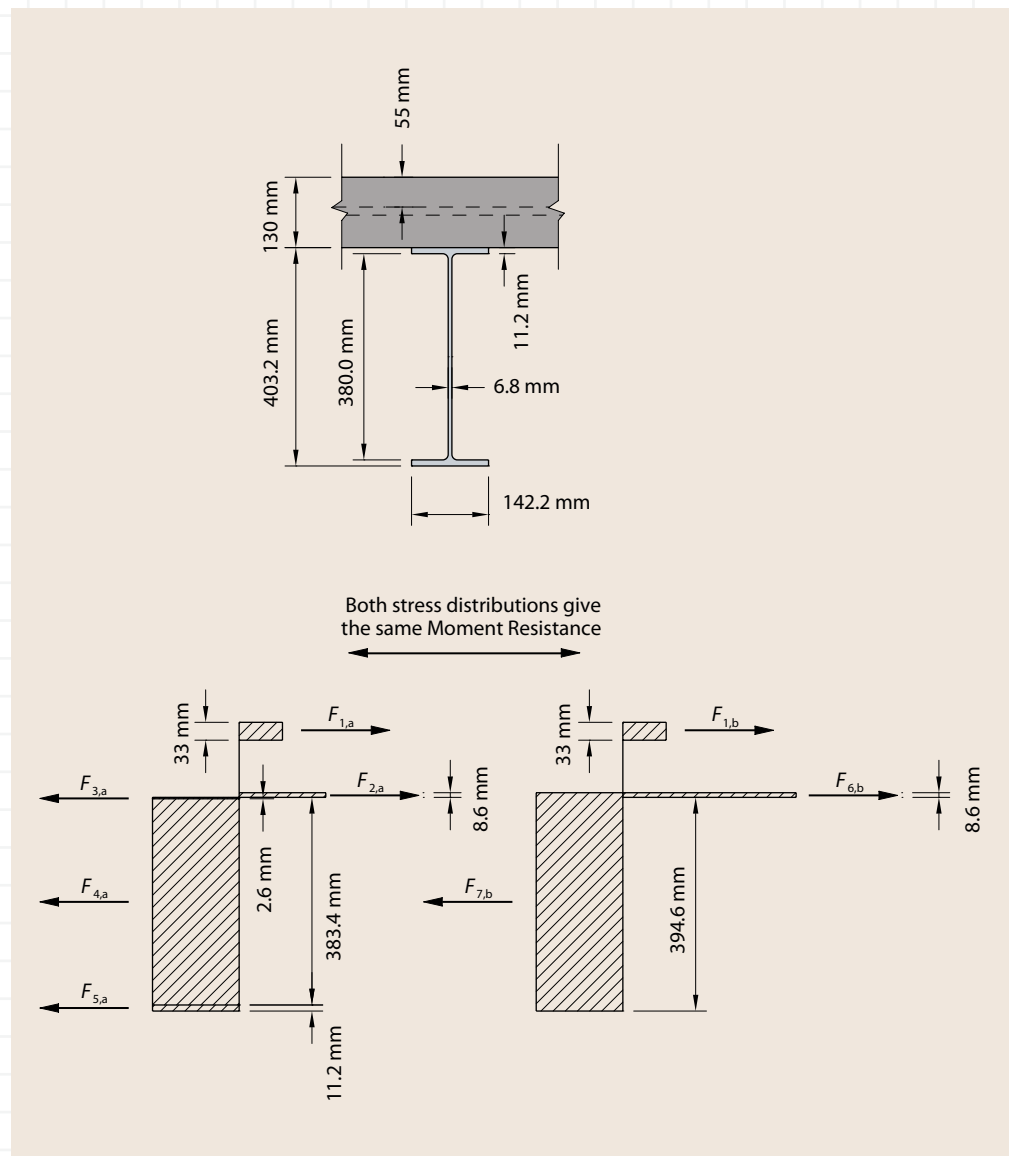 55 mm
130 mm
11.2 mm
403.2 mm
380.0 mm
6.8 mm
142.2 mm
Both stress distributions give
the same Moment Resistance
33 mm
F1,a
F3,a
F2,a
8.6 mm
2.6 mm
F4,a
383.4 mm
F5,a
11.2 mm
33 mm
F1,b
F6,b
8.6 mm
F7,b
394.6 mm